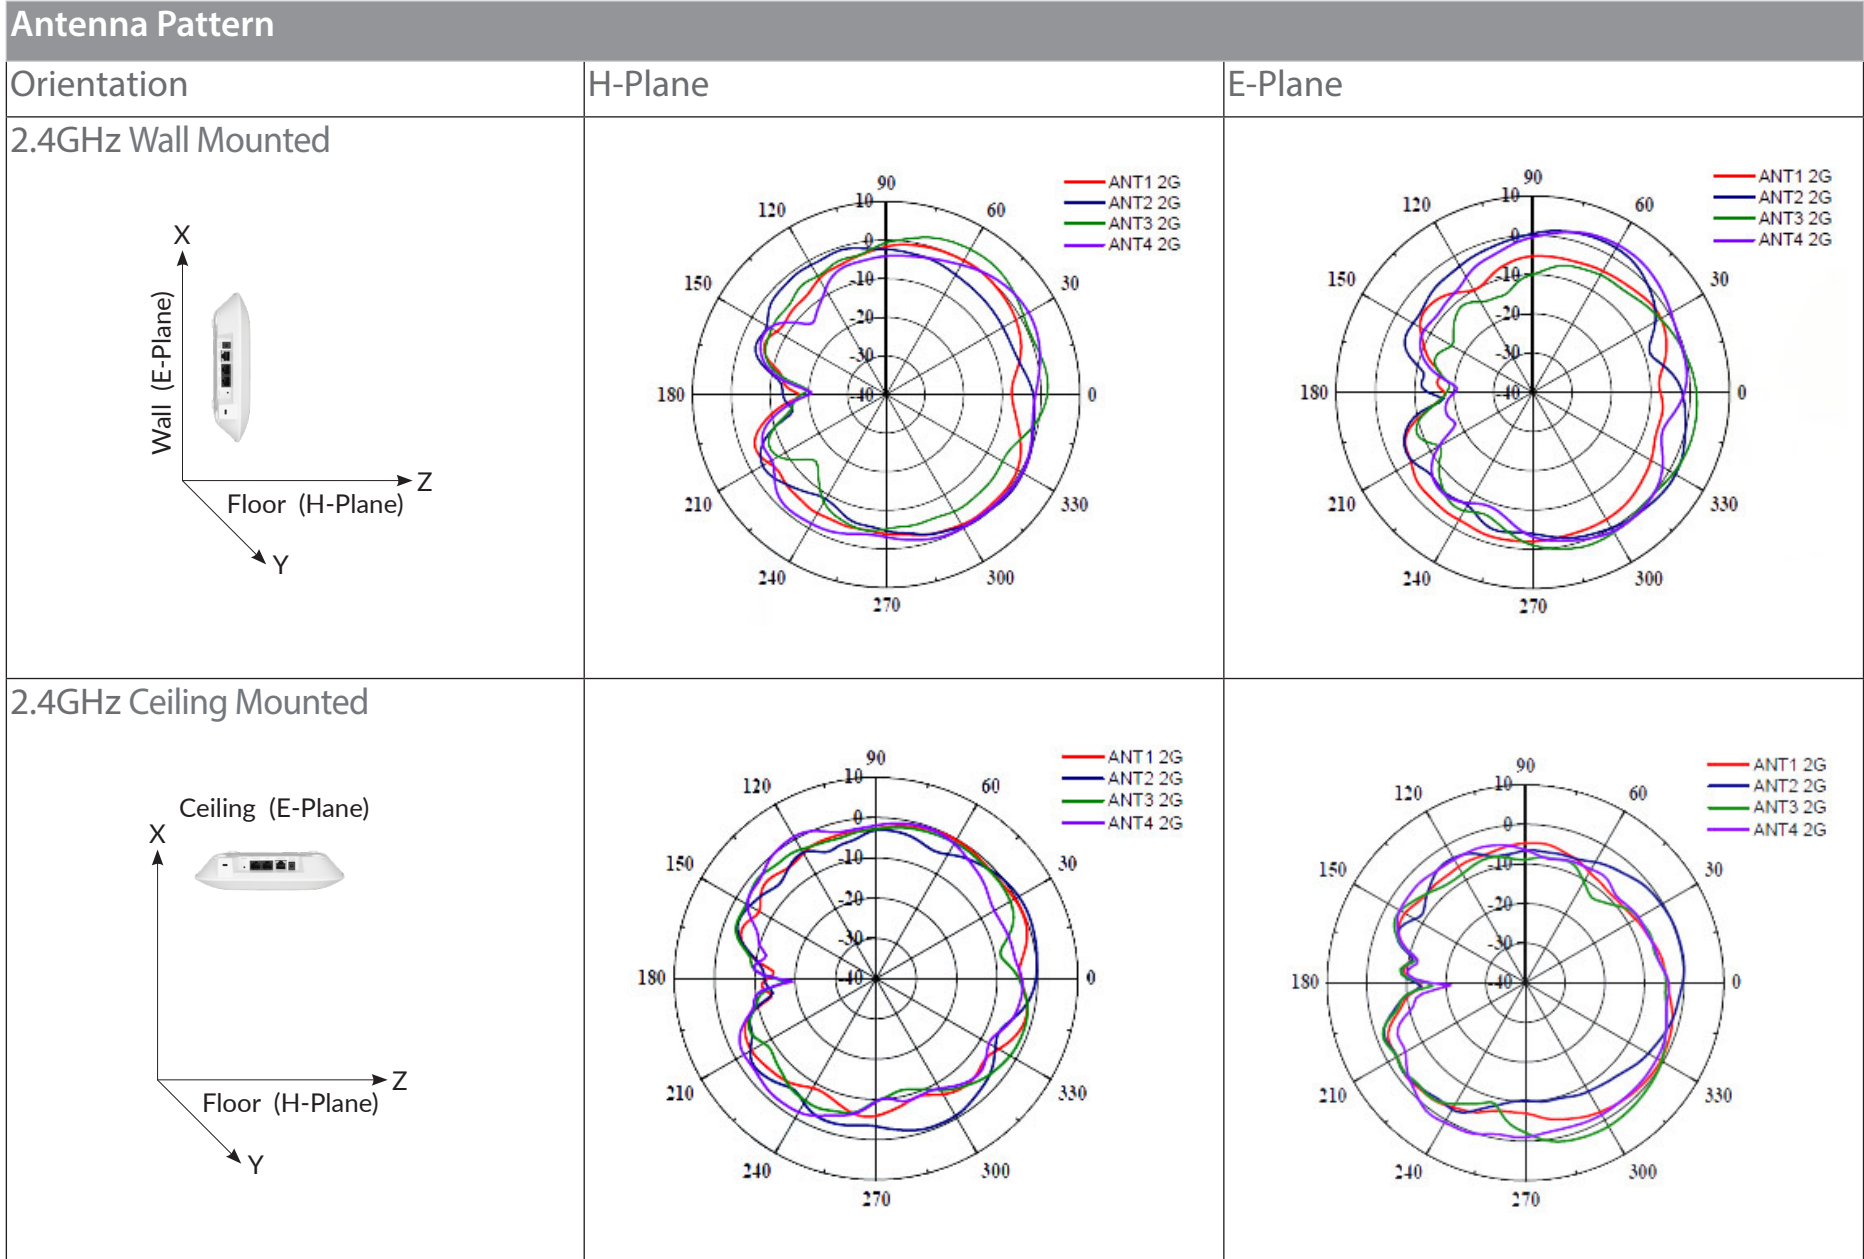 Antenna Pattern
Orientation
H-Plane
E-Plane
2.4GHz Wall Mounted
X
Wall (E-Plane)
Z
Floor (H-Plane)
Y
90
120
60
150
30
180
0
210
330
240
300
270
10
0
-10
-20
-30
-40
ANT1 2G
ANT2 2G
ANT3 2G
ANT4 2G
90
120
60
150
30
180
0
210
330
240
300
270
10
0
-10
-20
-30
-40
ANT1 2G
ANT2 2G
ANT3 2G
ANT4 2G
2.4GHz Ceiling Mounted
Ceiling (E-Plane)
X
Z
Floor (H-Plane)
Y
90
120
60
150
30
180
0
210
330
240
300
270
10
0
-10
-20
-30
-40
ANT1 2G
ANT2 2G
ANT3 2G
ANT4 2G
90
120
60
150
30
180
0
210
330
240
300
270
10
0
-10
-20
-30
-40
ANT1 2G
ANT2 2G
ANT3 2G
ANT4 2G